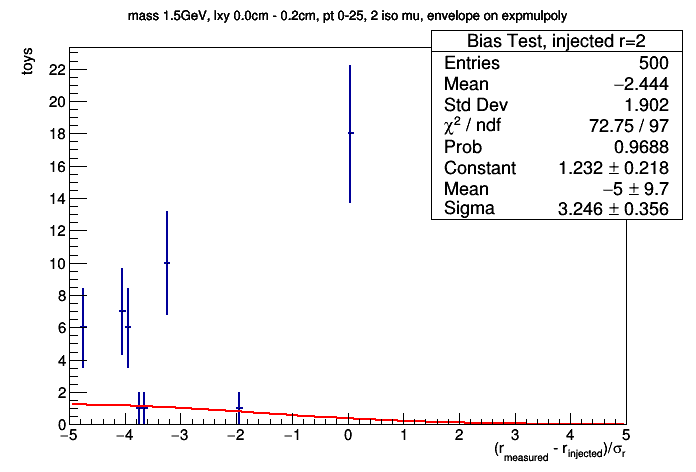 mass 1.5GeV, lxy 0.0cm - 0.2cm, pt 0-25, 2 iso mu, envelope on expmulpoly
toys
Bias Test, injected r=2
Entries 500
Mean −2.444
Std Dev 1.902
χ² / ndf 72.75 / 97
Prob 0.9688
Constant 1.232 ± 0.218
Mean −5 ± 9.7
Sigma 3.246 ± 0.356
22
20
18
16
14
12
10
8
6
4
2
0
−5 −4 −3 −2 −1 0 1 2 3 4 5
(r_measured - r_injected)/σ_r